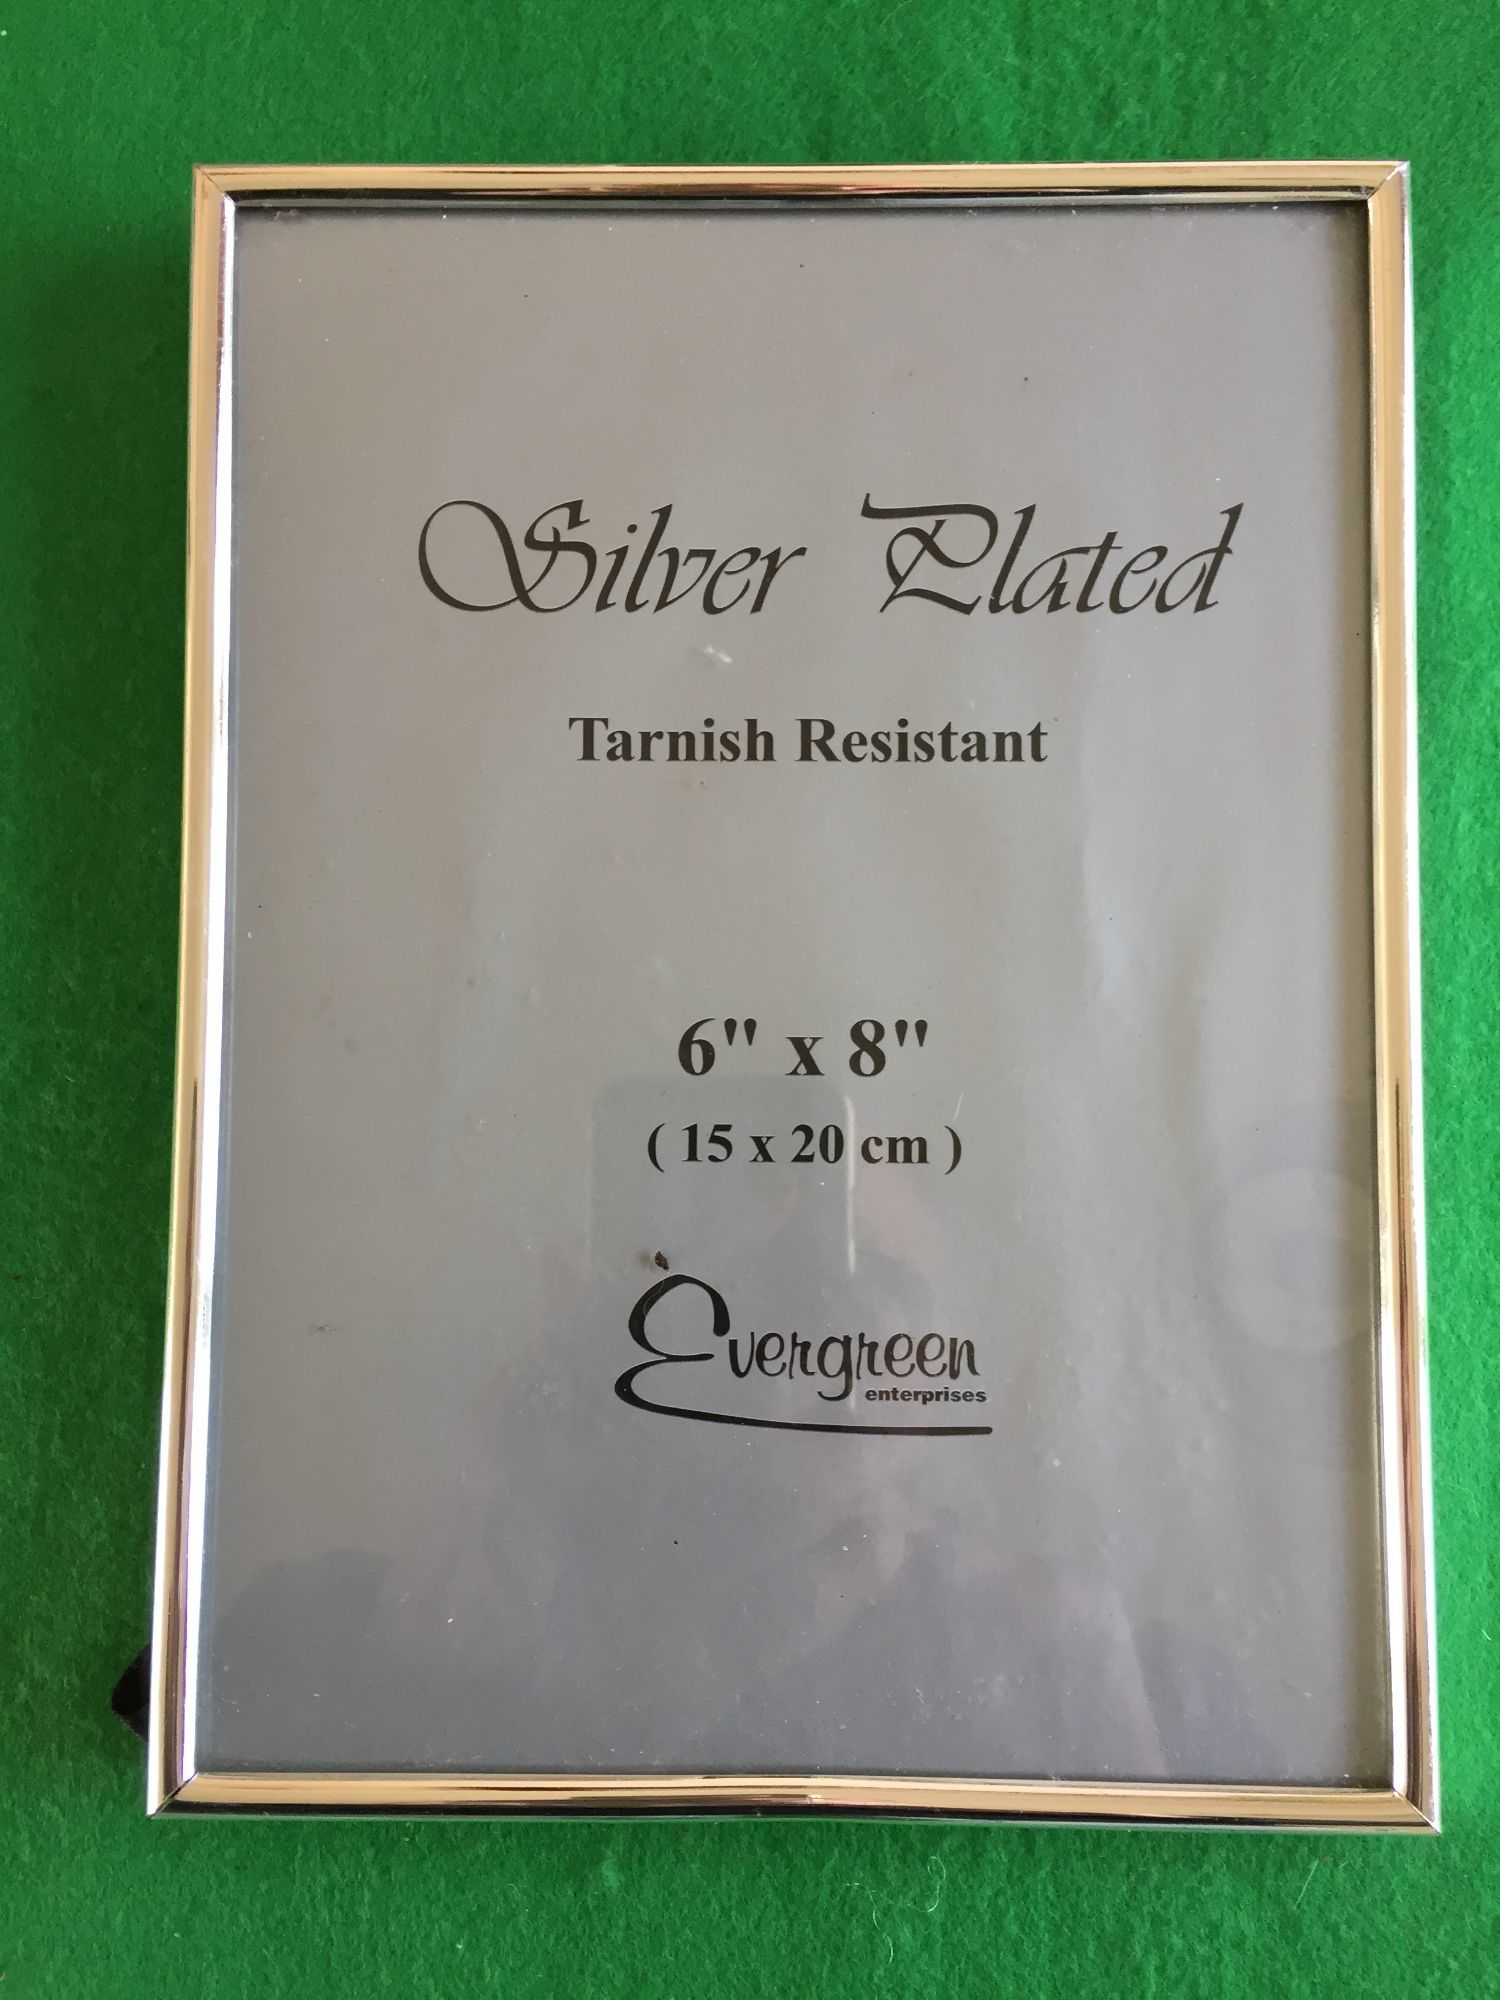 Silver Plated
Tarnish Resistant
6" x 8"
( 15 x 20 cm )
Evergreen
enterprises